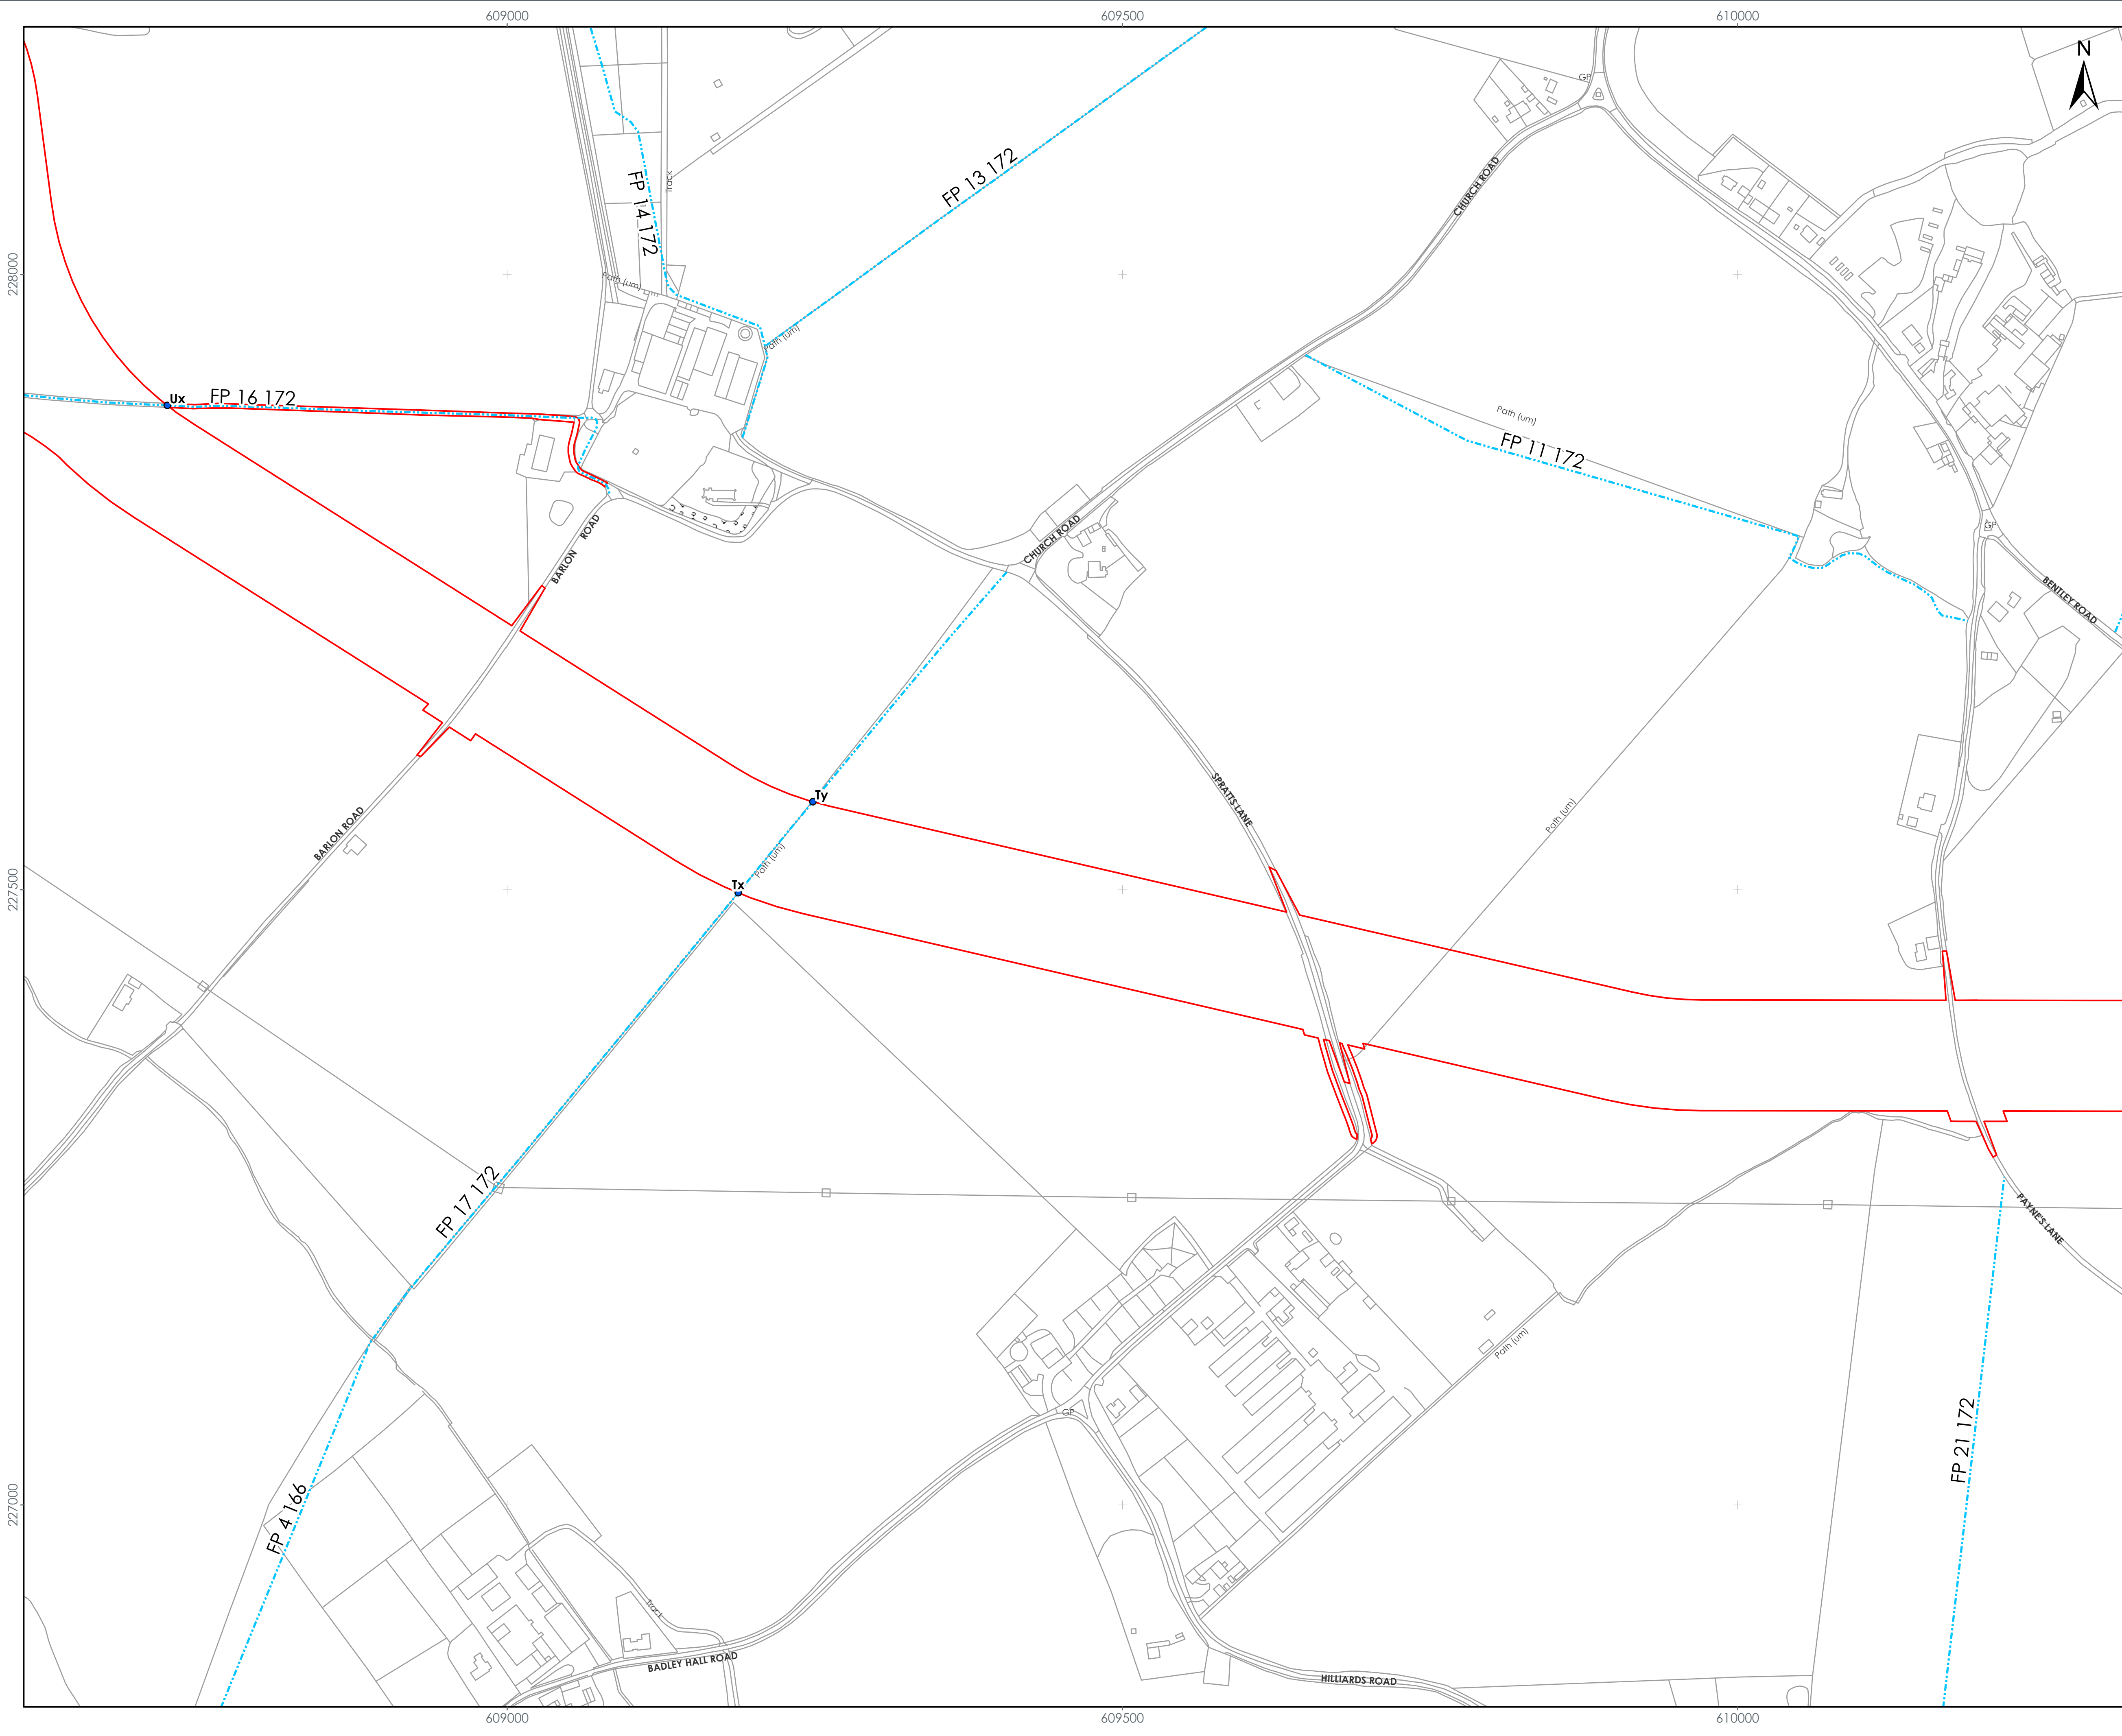 609000
609500
610000
N
GP
CHURCH ROAD
FP 13 172
FP 14 172
Track
228000
Path (um)
Path (um)
Ux
FP 16 172
Path (um)
FP 11 172
BARLON ROAD
CHURCH ROAD
GP
BENTLEY ROAD
SPRATTS LANE
Ty
Path (um)
BARLON ROAD
Path (um)
Tx
227500
FP 17 172
PAYNE'S LANE
Path (um)
GP
FP 21 172
227000
FP 4 166
Track
BADLEY HALL ROAD
HILLIARDS ROAD
609000
609500
610000